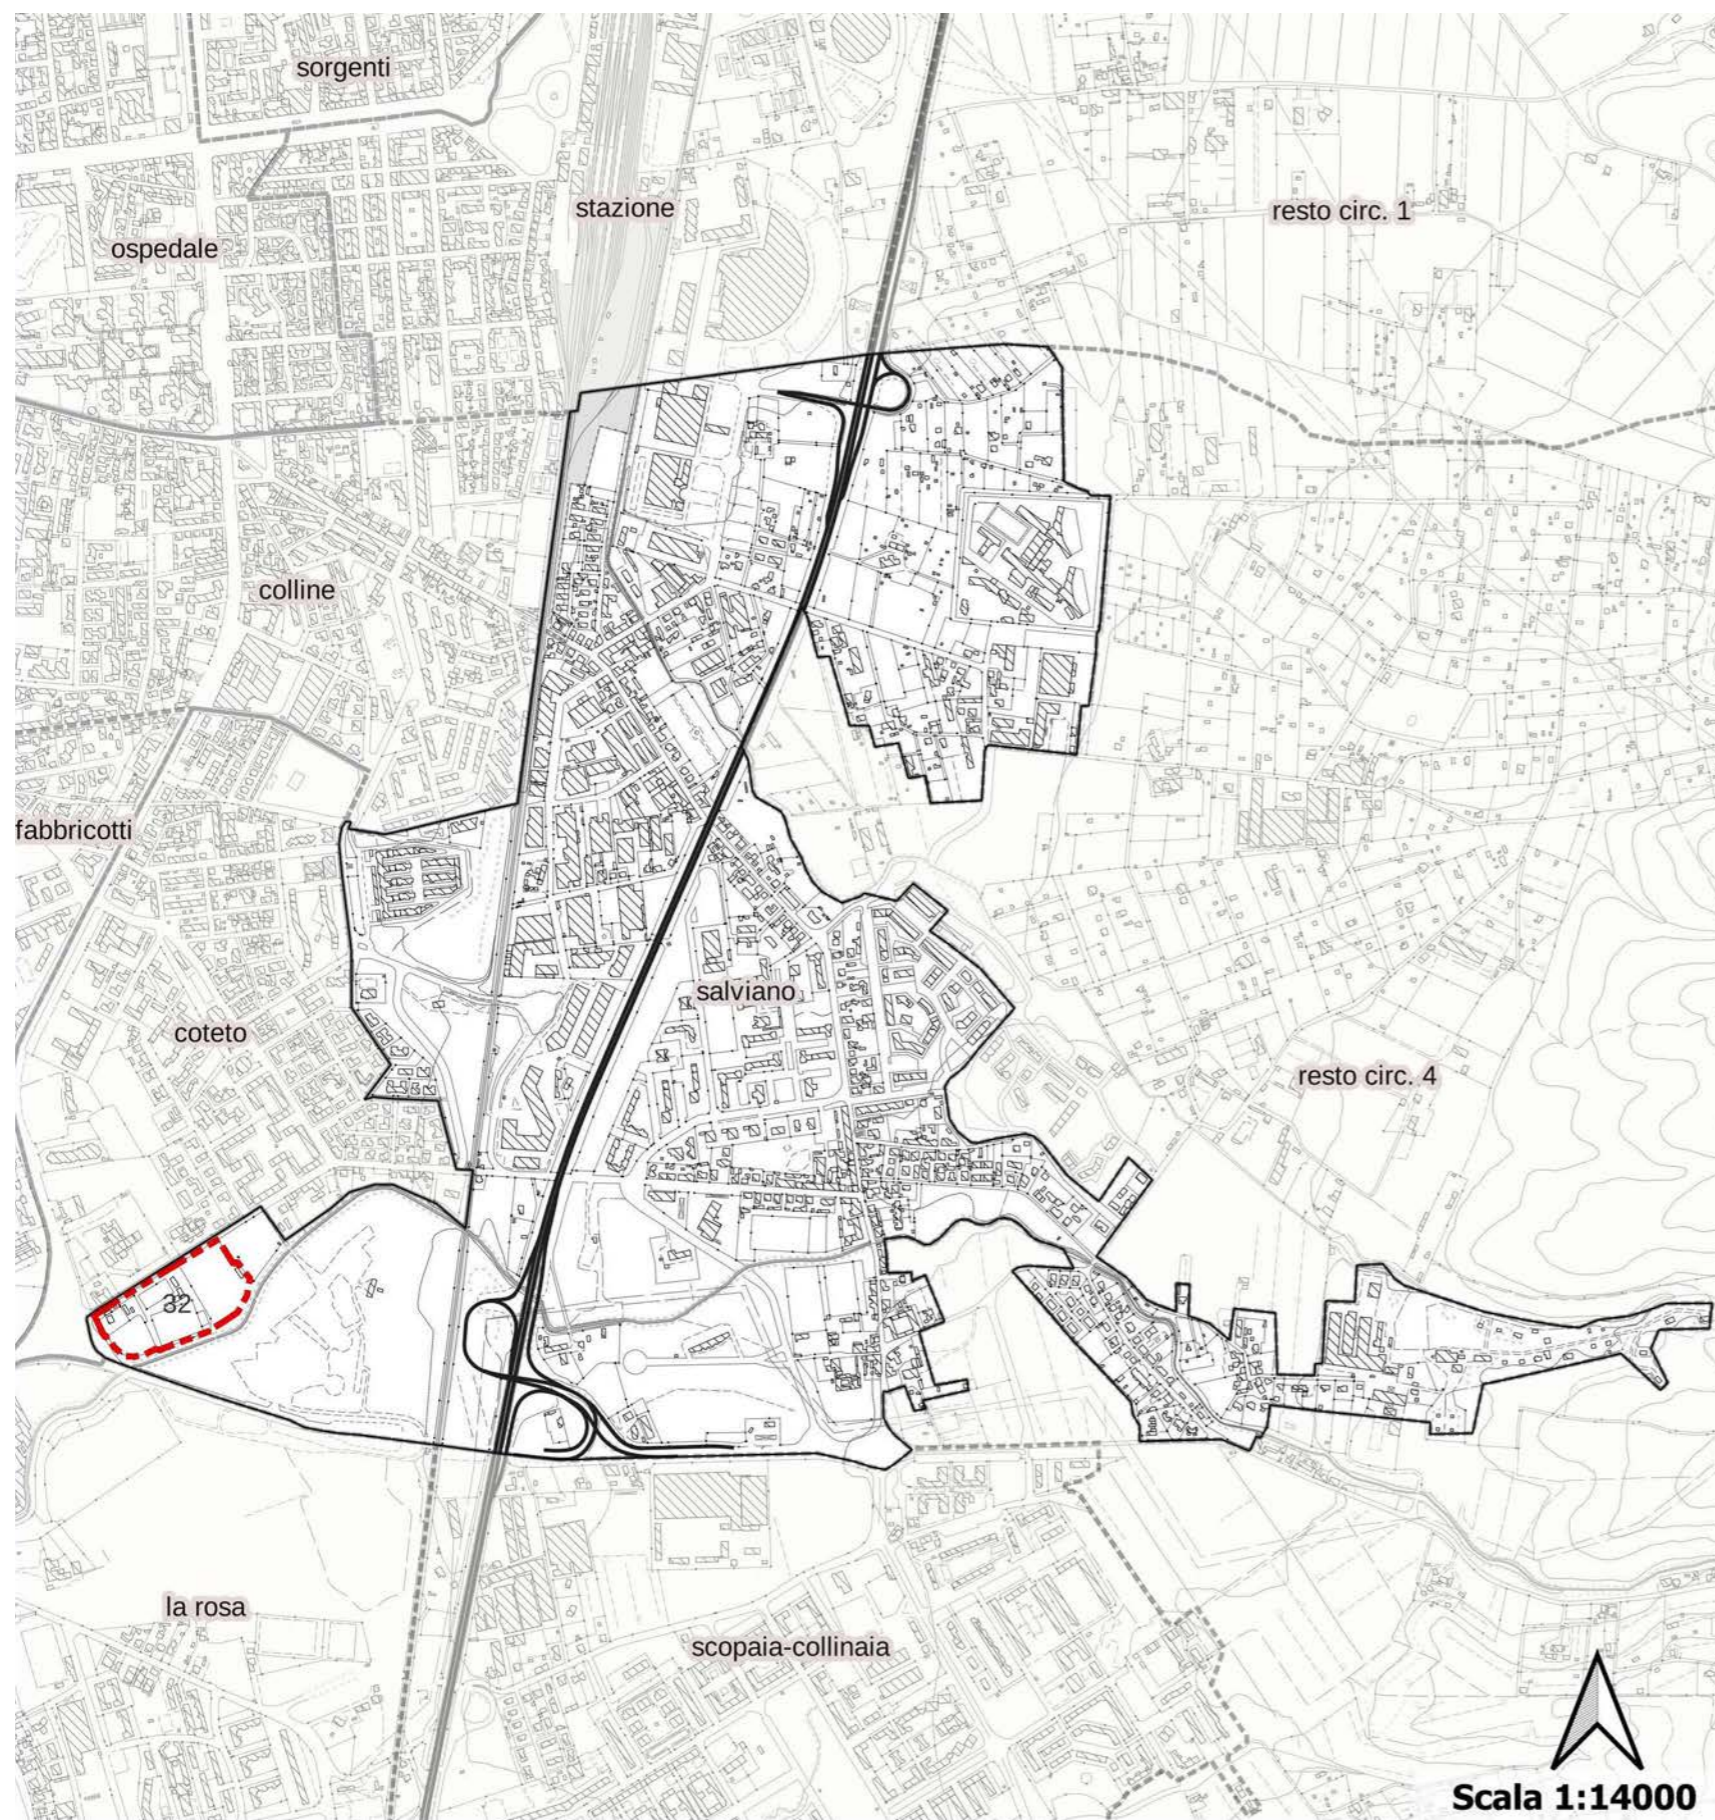 sorgenti
stazione
resto circ. 1
ospedale
colline
fabbricotti
salviano
coteto
resto circ. 4
32
la rosa
scopaia-collinaia
Scala 1:14000